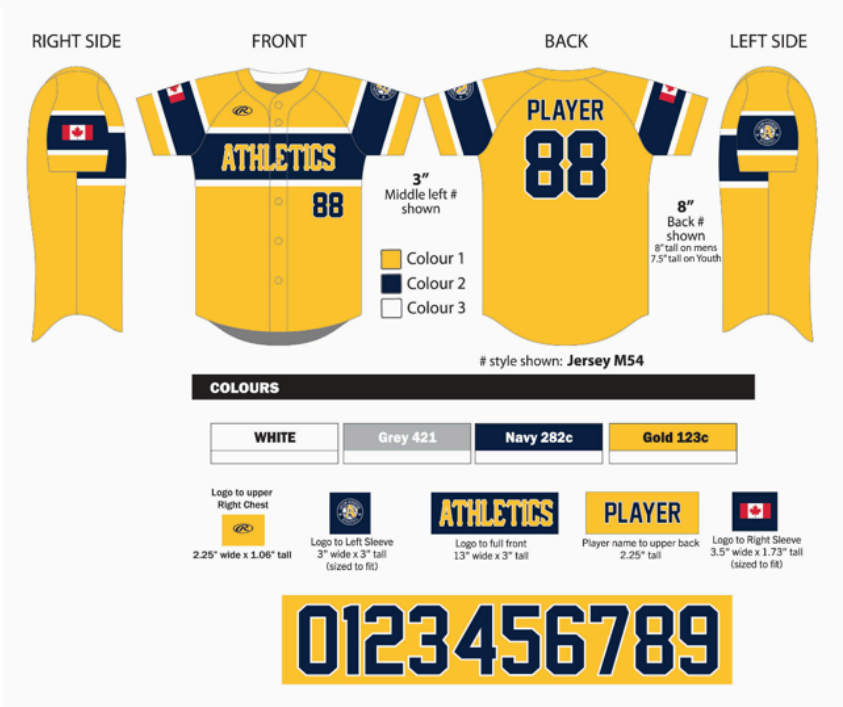 RIGHT SIDE
FRONT
BACK
LEFT SIDE
ATHLETICS
88
PLAYER
88
3”
Middle left #
shown
8”
Back #
shown
8” tall on mens
7.5” tall on Youth
Colour 1
Colour 2
Colour 3
# style shown: Jersey M54
COLOURS
WHITE
Grey 421
Navy 282c
Gold 123c
Logo to upper
Right Chest
R
2.25” wide x 1.06” tall
Logo to Left Sleeve
3” wide x 3” tall
(sized to fit)
ATHLETICS
Logo to full front
13” wide x 3” tall
PLAYER
Player name to upper back
2.25” tall
Logo to Right Sleeve
3.5” wide x 1.73” tall
(sized to fit)
0123456789